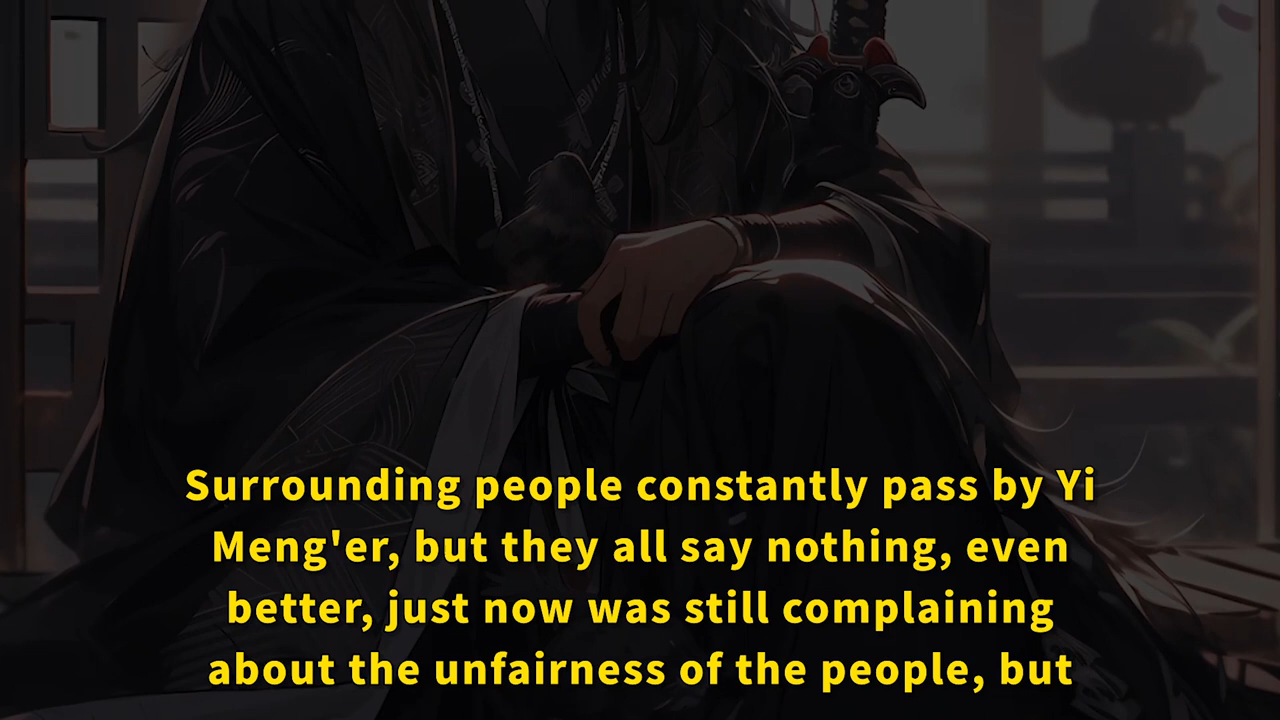 Surrounding people constantly pass by Yi
Meng'er, but they all say nothing, even
better, just now was still complaining
about the unfairness of the people, but